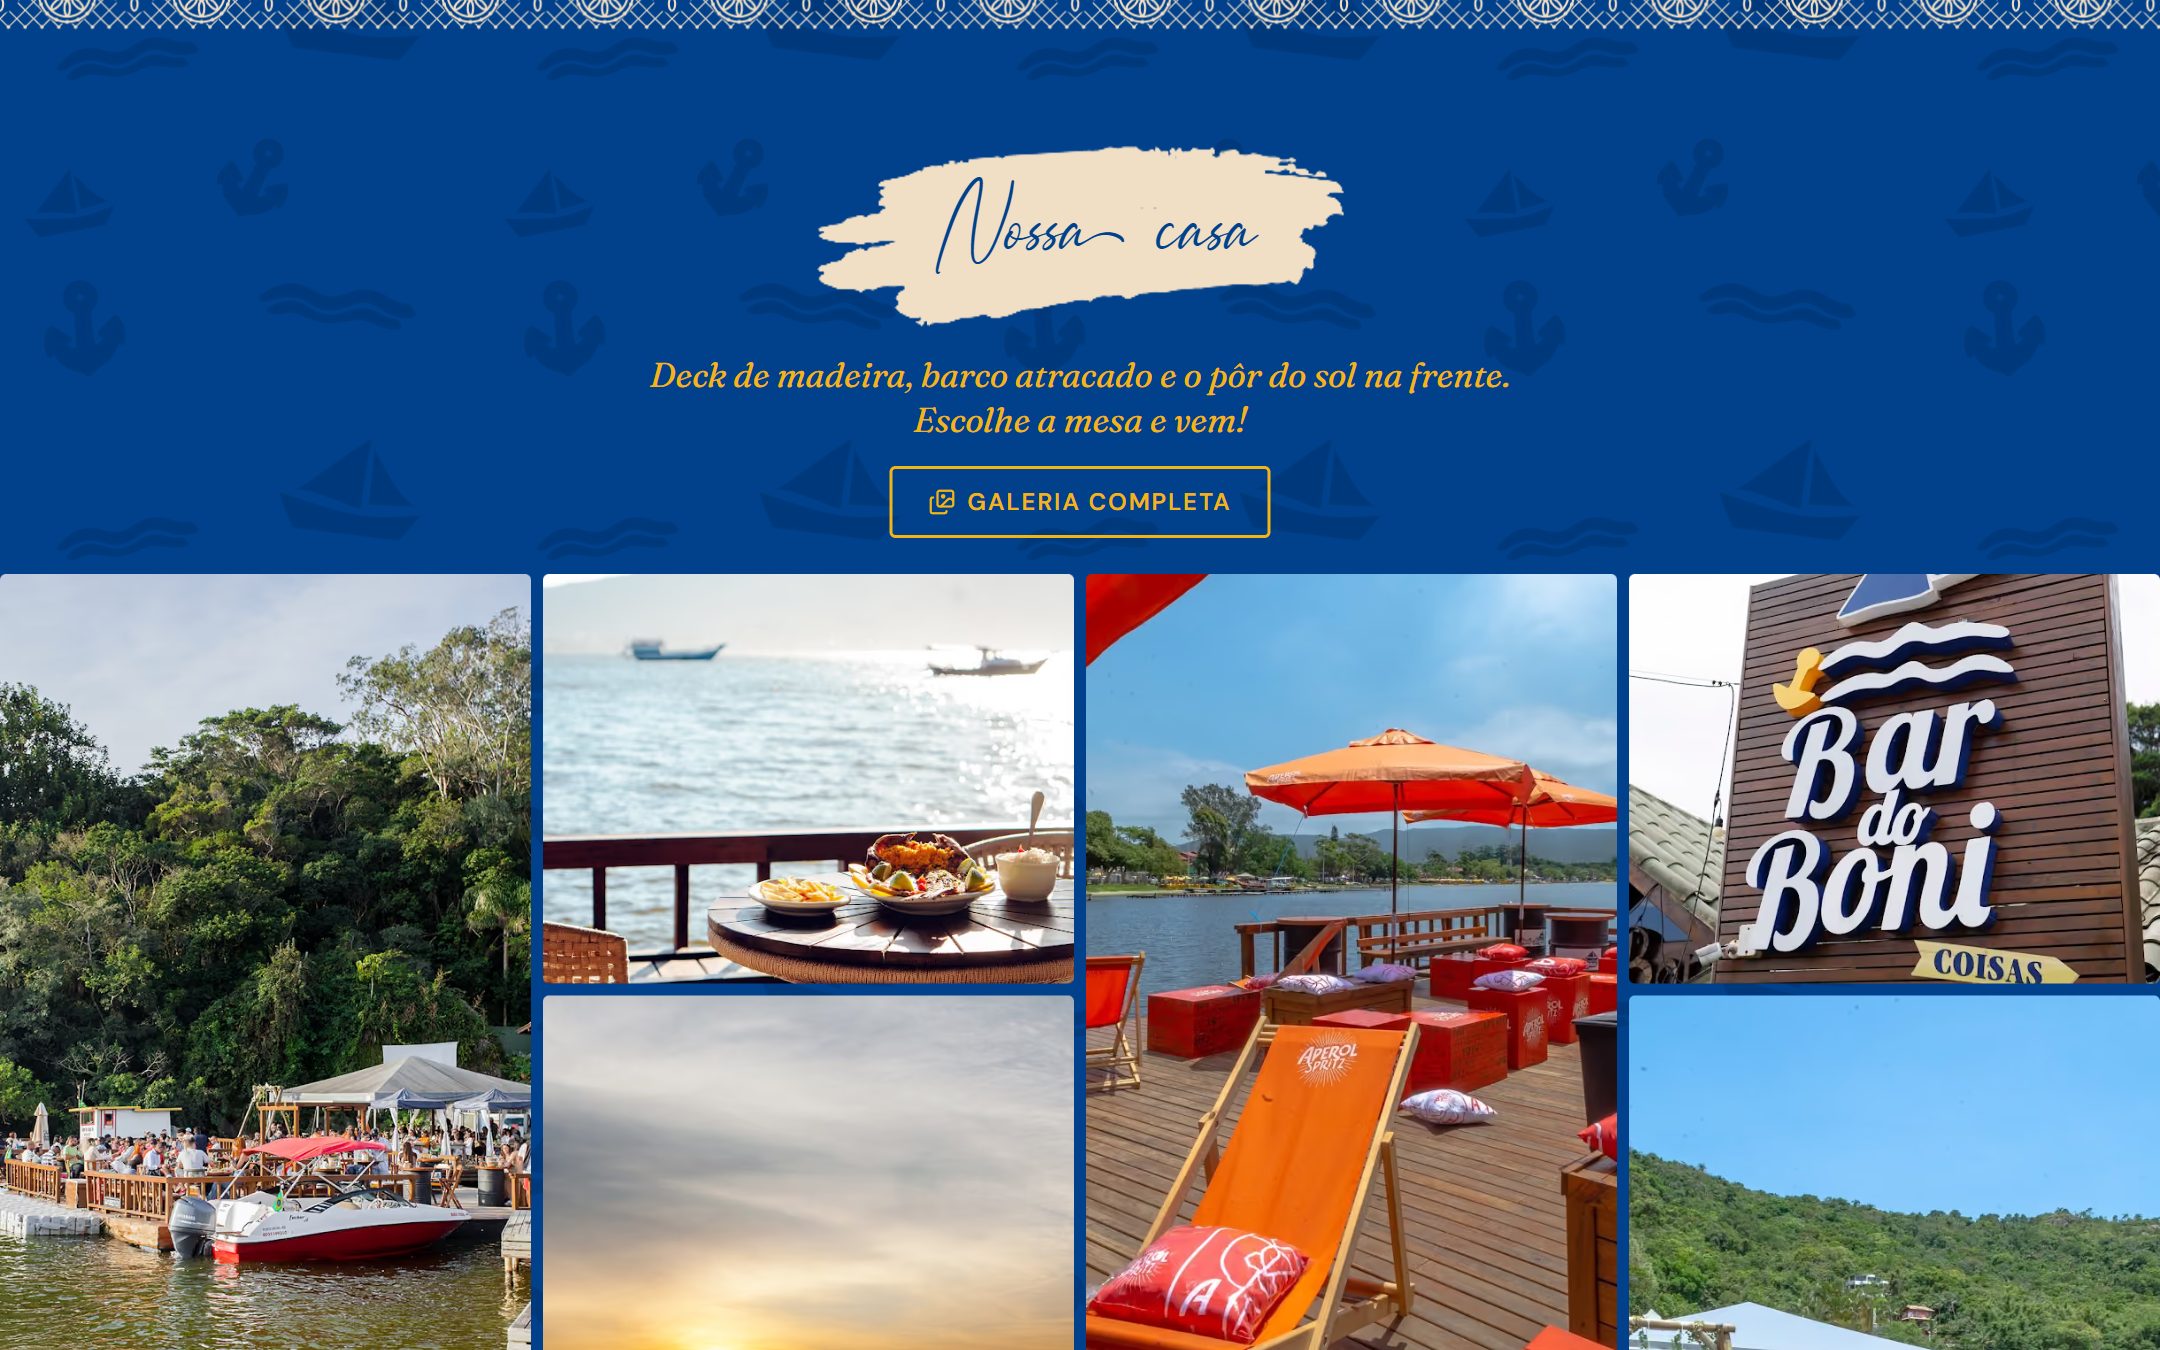 Nossa casa
Deck de madeira, barco atracado e o pôr do sol na frente.
Escolhe a mesa e vem!
GALERIA COMPLETA
Bar
do
Boni
COISAS
APEROL
SPRITZ